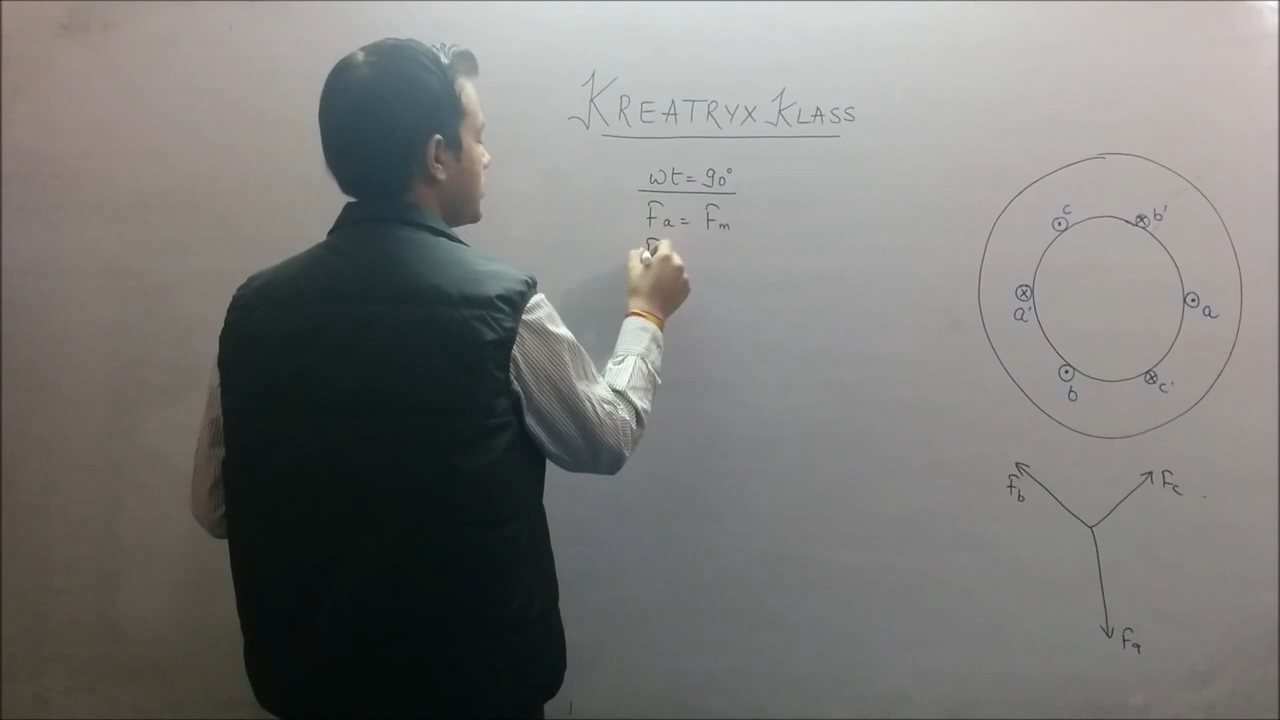 KREATRYX KLASS
wt = 90°
Fa = Fm
F
c
b'
a'
a
b
c'
Fb
Fc
Fa